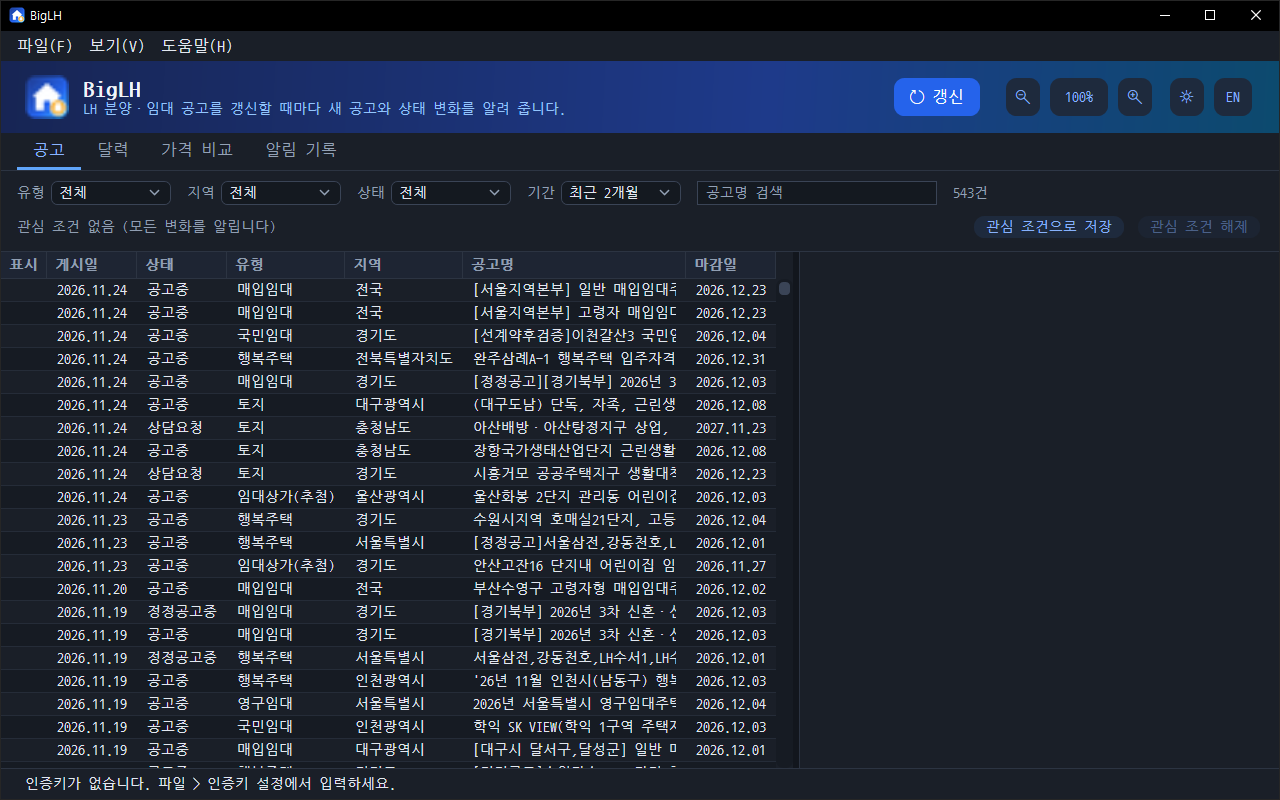 BigLH
파일(F) 보기(V) 도움말(H)
BigLH
LH 분양·임대 공고를 갱신할 때마다 새 공고와 상태 변화를 알려 줍니다.
갱신 100% EN
공고 달력 가격 비교 알림 기록
유형 전체 지역 전체 상태 전체 기간 최근 2개월 공고명 검색 543건
관심 조건 없음 (모든 변화를 알립니다) 관심 조건으로 저장 관심 조건 해제
표시 게시일 상태 유형 지역 공고명 마감일
2026.11.24 공고중 매입임대 전국 [서울지역본부] 일반 매입임대주 2026.12.23
2026.11.24 공고중 매입임대 전국 [서울지역본부] 고령자 매입임대 2026.12.23
2026.11.24 공고중 국민임대 경기도 [선계약후검증]이천갈산3 국민임 2026.12.04
2026.11.24 공고중 행복주택 전북특별자치도 완주삼례A-1 행복주택 입주자격 2026.12.31
2026.11.24 공고중 매입임대 경기도 [정정공고][경기북부] 2026년 3 2026.12.03
2026.11.24 공고중 토지 대구광역시 (대구도남) 단독, 자족, 근린생 2026.12.08
2026.11.24 상담요청 토지 충청남도 아산배방·아산탕정지구 상업, 2027.11.23
2026.11.24 공고중 토지 충청남도 장항국가생태산업단지 근린생활 2026.12.08
2026.11.24 상담요청 토지 경기도 시흥거모 공공주택지구 생활대책 2026.12.23
2026.11.24 공고중 임대상가(추첨) 울산광역시 울산화봉 2단지 관리동 어린이집 2026.12.03
2026.11.23 공고중 행복주택 경기도 수원시지역 호매실21단지, 고등 2026.12.04
2026.11.23 공고중 행복주택 서울특별시 [정정공고]서울삼전,강동천호,L 2026.12.01
2026.11.23 공고중 임대상가(추첨) 경기도 안산고잔16 단지내 어린이집 임 2026.11.27
2026.11.20 공고중 매입임대 전국 부산수영구 고령자형 매입임대주 2026.12.02
2026.11.19 정정공고중 매입임대 경기도 [경기북부] 2026년 3차 신혼·신 2026.12.03
2026.11.19 공고중 매입임대 경기도 [경기북부] 2026년 3차 신혼·신 2026.12.03
2026.11.19 정정공고중 행복주택 서울특별시 서울삼전,강동천호,LH수서1,LH수 2026.12.01
2026.11.19 공고중 행복주택 인천광역시 '26년 11월 인천시(남동구) 행복 2026.12.03
2026.11.19 공고중 영구임대 서울특별시 2026년 서울특별시 영구임대주택 2026.12.04
2026.11.19 공고중 국민임대 인천광역시 학익 SK VIEW(학익 1구역 주택재 2026.12.03
2026.11.19 공고중 매입임대 대구광역시 [대구시 달서구,달성군] 일반 매 2026.12.01
인증키가 없습니다. 파일 > 인증키 설정에서 입력하세요.